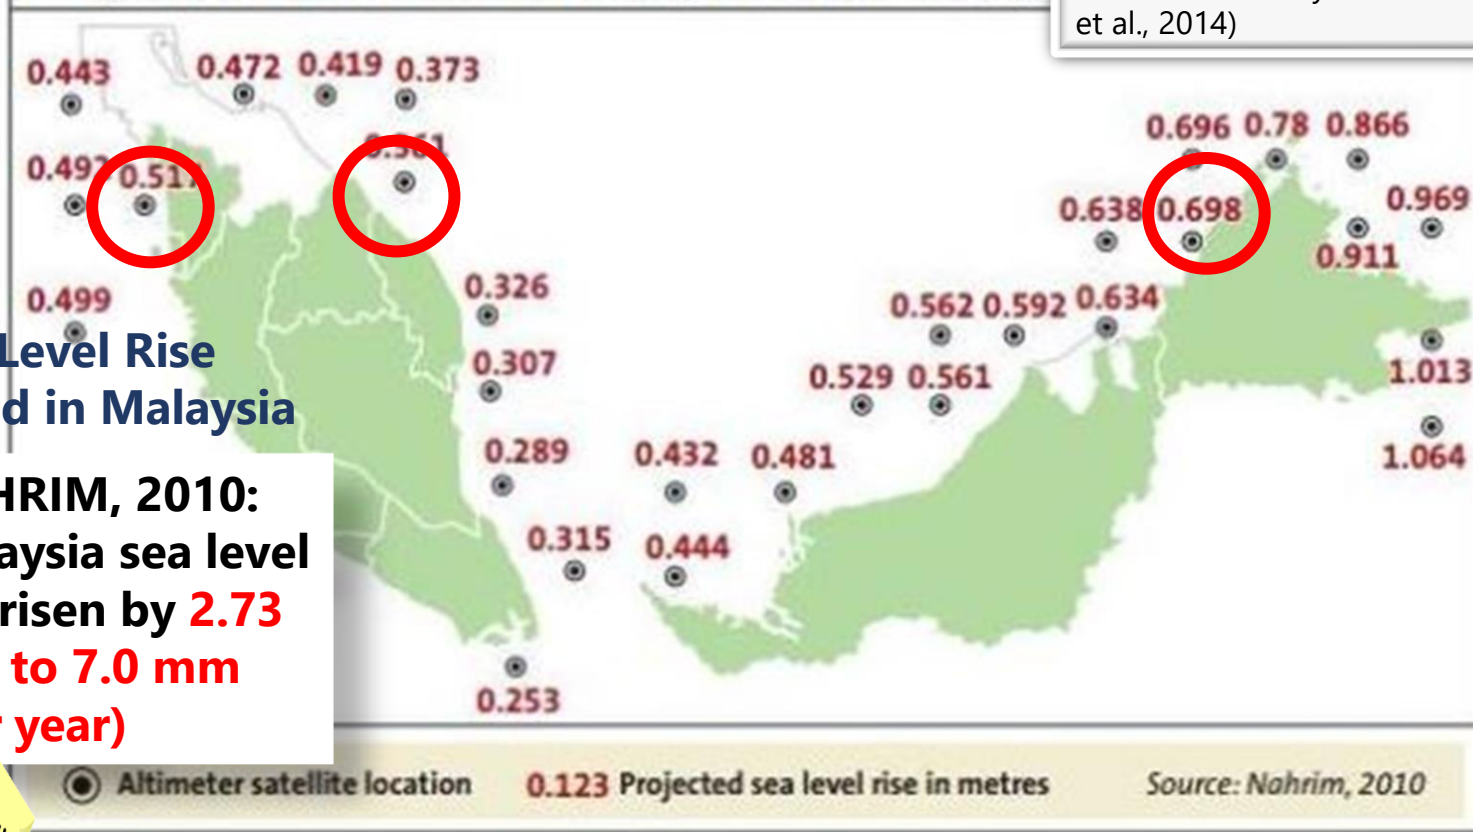 et al., 2014)
0.443
0.472 0.419 0.373
0.361
0.492 0.517
0.499
0.326
0.307
0.289
0.315
0.253
0.432 0.481
0.444
0.529 0.561
0.562 0.592 0.634
0.638 0.698
0.696 0.78 0.866
0.969
0.911
1.013
1.064
Level Rise
d in Malaysia
HRIM, 2010:
aysia sea level
risen by 2.73
to 7.0 mm
year)
Altimeter satellite location 0.123 Projected sea level rise in metres Source: Nahrim, 2010